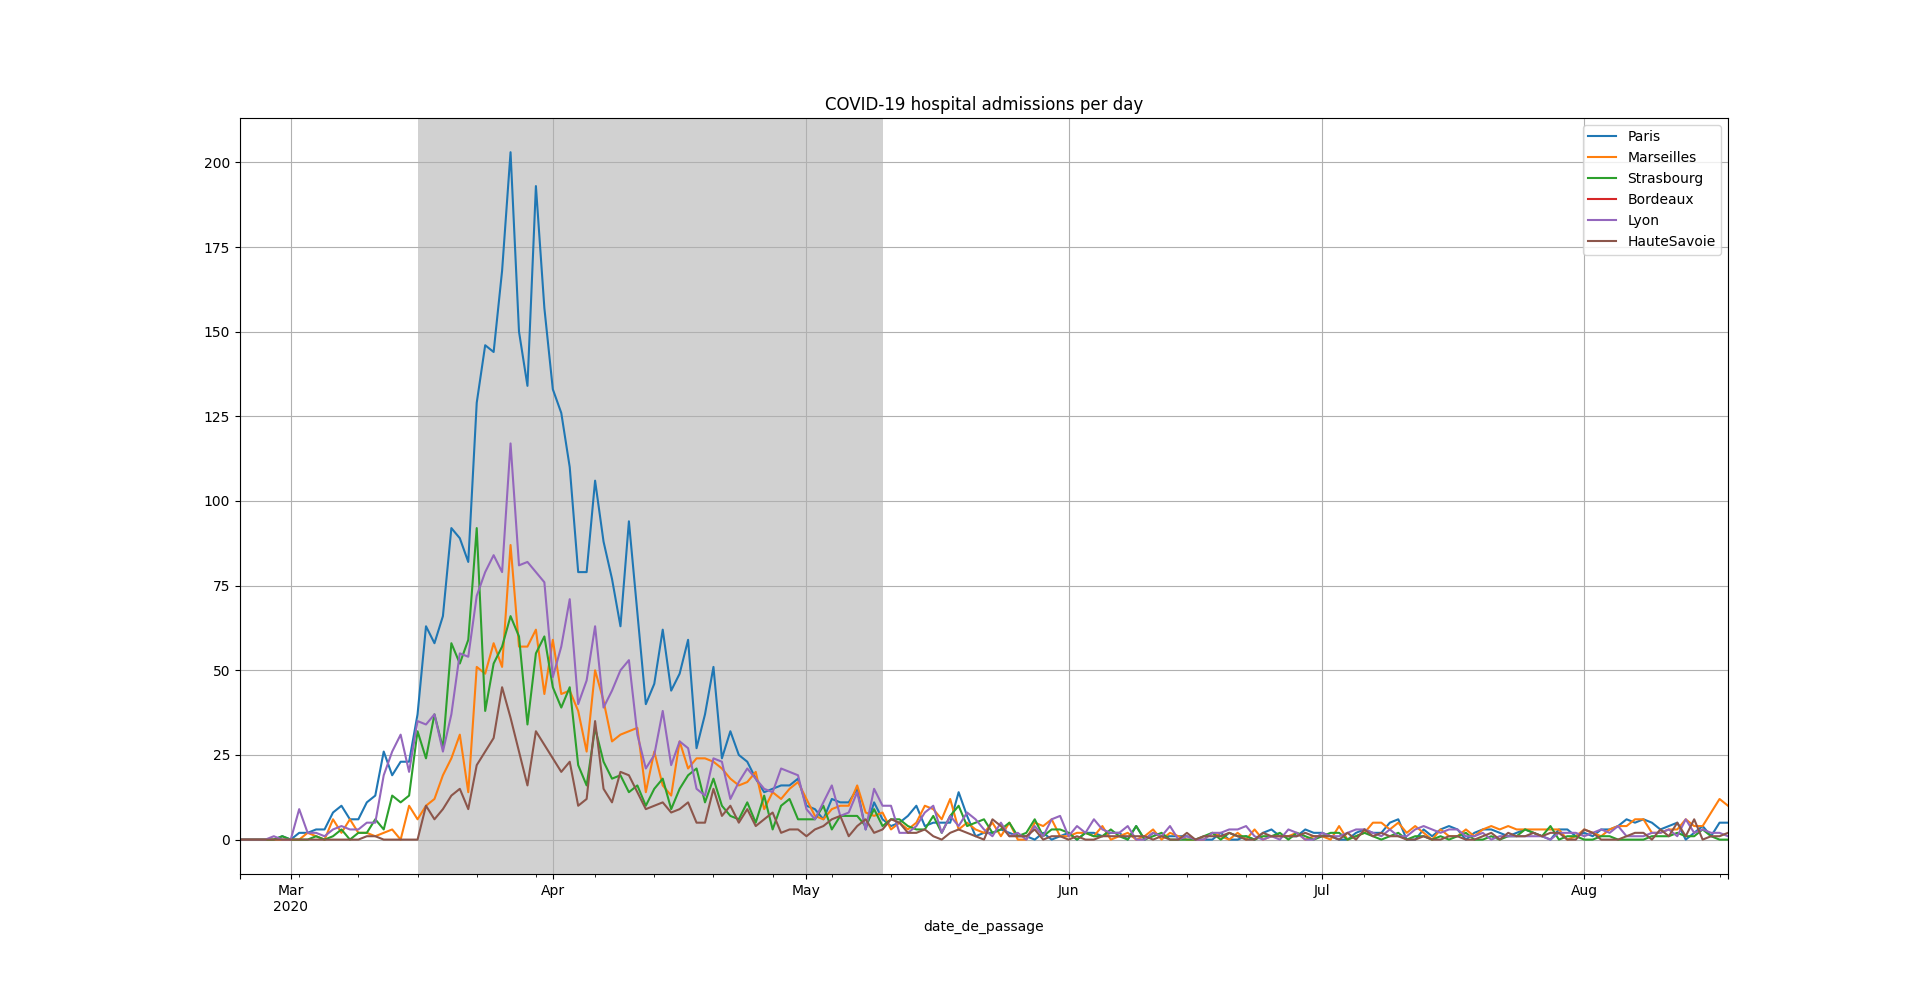 COVID-19 hospital admissions per day
Paris
Marseilles
Strasbourg
Bordeaux
Lyon
HauteSavoie
200
175
150
125
100
75
50
25
0
Mar
2020
Apr
May
Jun
Jul
Aug
date_de_passage